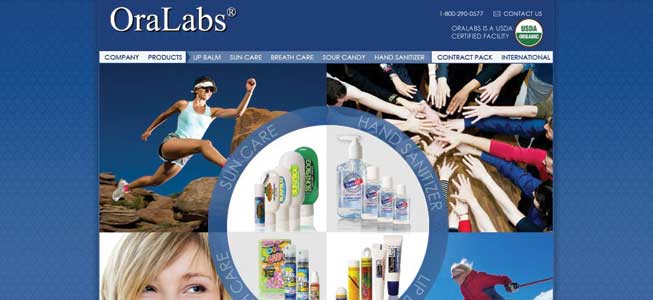 OraLabs®
1-800-290-0577 CONTACT US
ORALABS IS A USDA
CERTIFIED FACILITY
USDA
ORGANIC
COMPANY PRODUCTS LIP BALM SUN CARE BREATH CARE SOUR CANDY HAND SANITIZER CONTRACT PACK INTERNATIONAL
SUN CARE
HAND SANITIZER
CARE